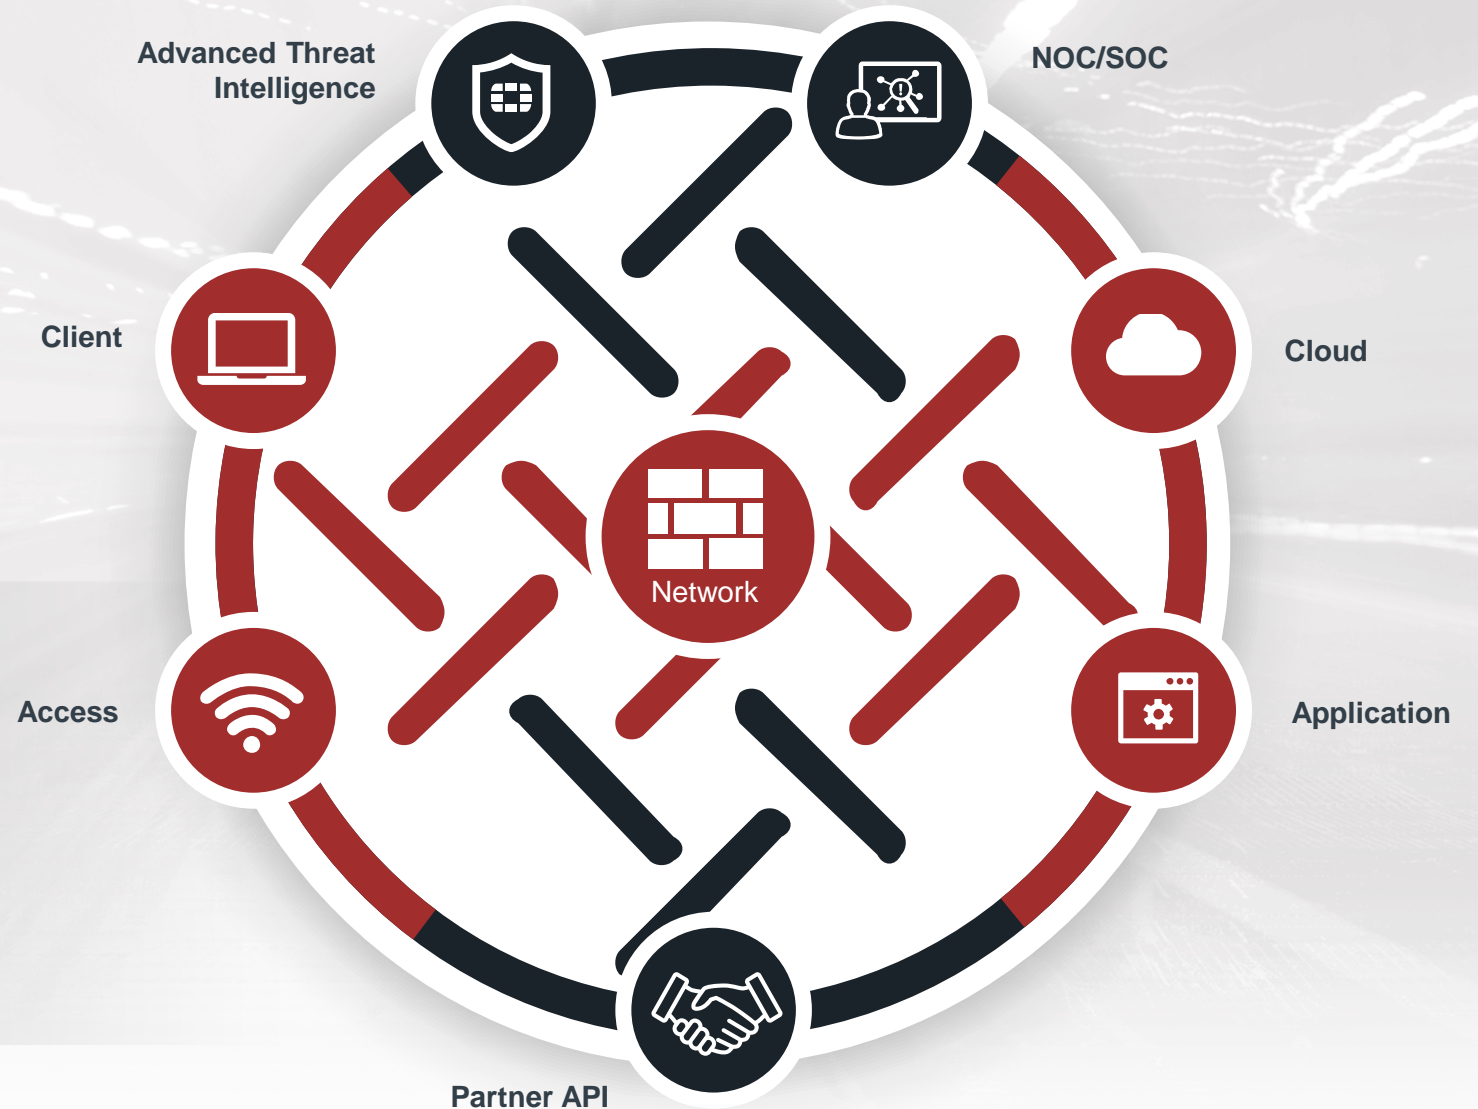 Advanced Threat
Intelligence
NOC/SOC
Client
Cloud
Network
Access
Application
Partner API